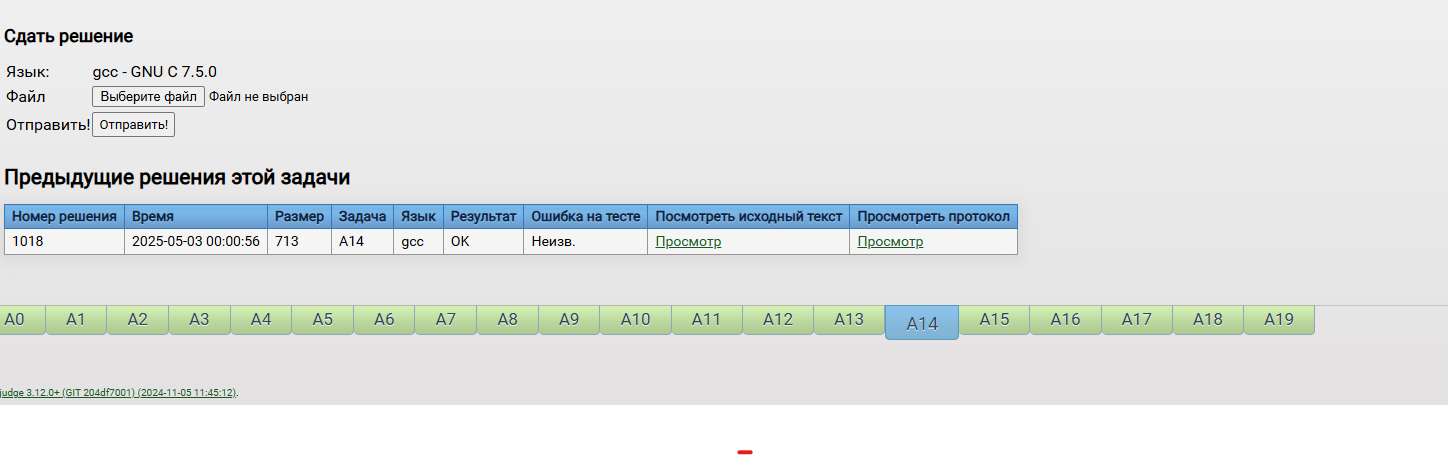 Сдать решение
Язык: gcc - GNU C 7.5.0
Файл Выберите файл Файл не выбран
Отправить! Отправить!
Предыдущие решения этой задачи
Номер решения Время Размер Задача Язык Результат Ошибка на тесте Посмотреть исходный текст Просмотреть протокол
1018 2025-05-03 00:00:56 713 A14 gcc OK Неизв. Просмотр Просмотр
A0 A1 A2 A3 A4 A5 A6 A7 A8 A9 A10 A11 A12 A13 A14 A15 A16 A17 A18 A19
judge 3.12.0+ (GIT 204df7001) (2024-11-05 11:45:12).